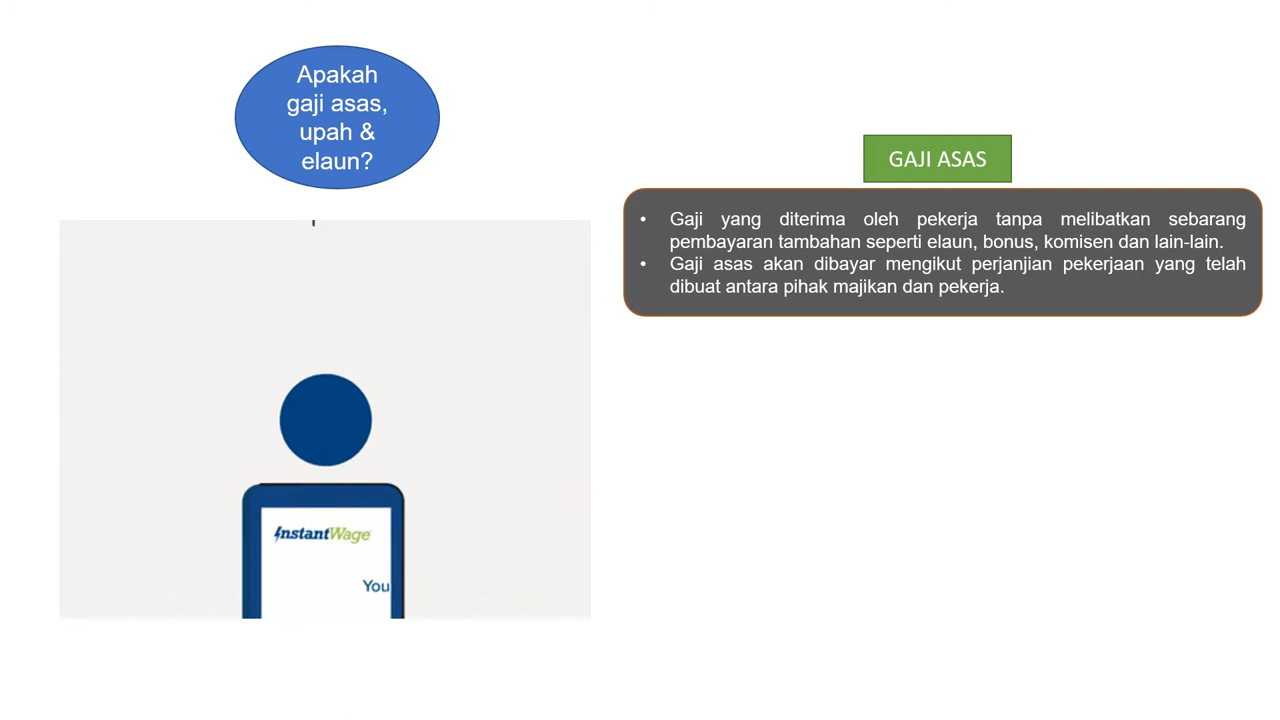 Apakah
gaji asas,
upah &
elaun?
GAJI ASAS
• Gaji yang diterima oleh pekerja tanpa melibatkan sebarang
pembayaran tambahan seperti elaun, bonus, komisen dan lain-lain.
• Gaji asas akan dibayar mengikut perjanjian pekerjaan yang telah
dibuat antara pihak majikan dan pekerja.
InstantWage
You